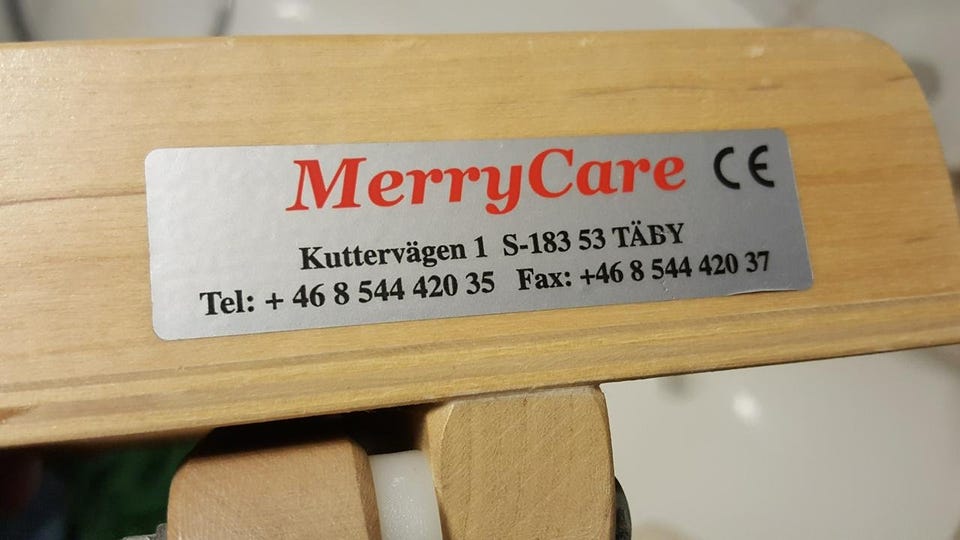 MerryCare CE
Kuttervägen 1 S-183 53 TÄBY
Tel: + 46 8 544 420 35 Fax: +46 8 544 420 37